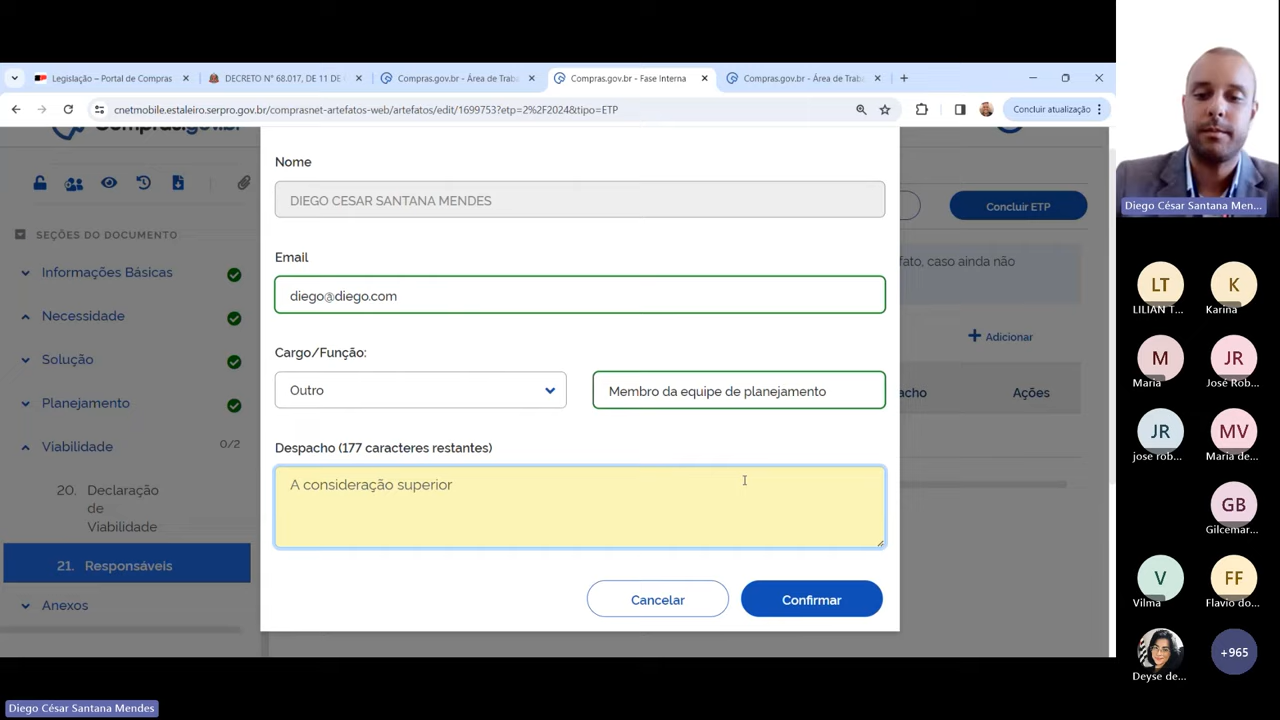 Legislação – Portal de Compras
DECRETO N° 68.017, DE 11 DE
Compras.gov.br - Área de Trab
Compras.gov.br - Fase Interna
Compras.gov.br - Área de Trab
cnetmobile.estaleiro.serpro.gov.br/comprasnet-artefatos-web/artefatos/edit/1699753?etp=2%2F2024&tipo=ETP
Concluir atualização
Compras.gov.br
SEÇÕES DO DOCUMENTO
Informações Básicas
Necessidade
Solução
Planejamento
Viabilidade
0/2
20. Declaração
de
Viabilidade
21. Responsáveis
Anexos
Nome
DIEGO CESAR SANTANA MENDES
Email
diego@diego.com
Cargo/Função:
Outro
Membro da equipe de planejamento
Despacho (177 caracteres restantes)
A consideração superior
Cancelar
Confirmar
Concluir ETP
fato, caso ainda não
+ Adicionar
acho
Ações
Diego César Santana Men...
LT
K
LILIAN T...
Karina
M
JR
Maria
José Rob...
JR
MV
jose rob...
Maria de...
GB
Gilcemar...
V
FF
Vilma
Flavio do...
+965
Deyse de...
Diego César Santana Mendes